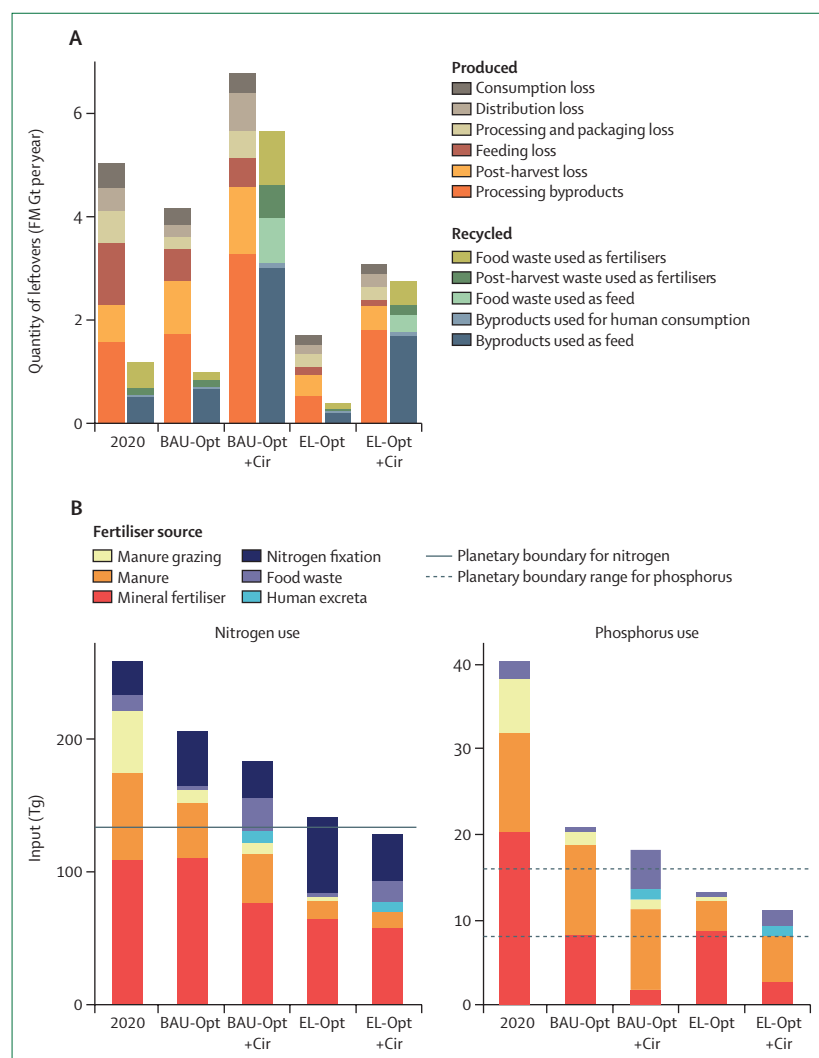 A
Quantity of leftovers (FM Gt per year)
6
4
2
0
2020
BAU-Opt
BAU-Opt
+Cir
EL-Opt
EL-Opt
+Cir
Produced
Consumption loss
Distribution loss
Processing and packaging loss
Feeding loss
Post-harvest loss
Processing byproducts
Recycled
Food waste used as fertilisers
Post-harvest waste used as fertilisers
Food waste used as feed
Byproducts used for human consumption
Byproducts used as feed
B
Fertiliser source
Manure grazing
Manure
Mineral fertiliser
Nitrogen fixation
Food waste
Human excreta
Planetary boundary for nitrogen
Planetary boundary range for phosphorus
Nitrogen use
Input (Tg)
200
100
0
2020
BAU-Opt
BAU-Opt
+Cir
EL-Opt
EL-Opt
+Cir
Phosphorus use
40
30
20
10
0
2020
BAU-Opt
BAU-Opt
+Cir
EL-Opt
EL-Opt
+Cir